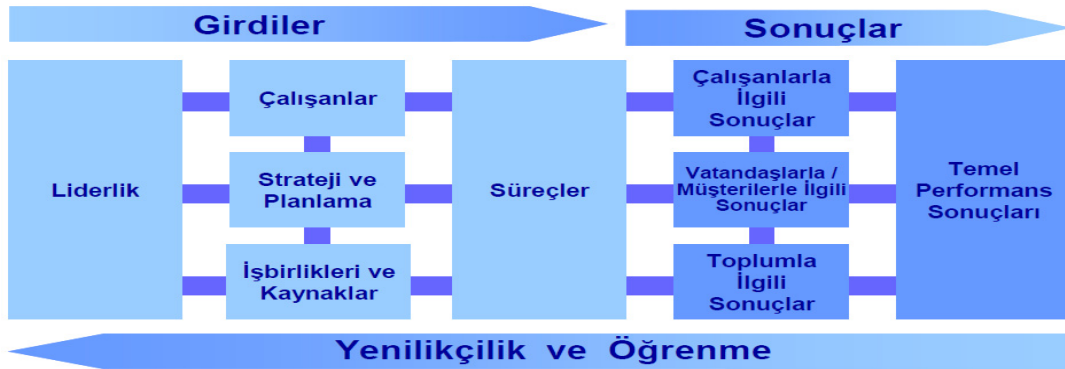 Girdiler
Sonuçlar
Liderlik
Çalışanlar
Strateji ve
Planlama
İşbirlikleri ve
Kaynaklar
Süreçler
Çalışanlarla
İlgili
Sonuçlar
Vatandaşlarla /
Müşterilerle İlgili
Sonuçlar
Toplumla
İlgili
Sonuçlar
Temel
Performans
Sonuçları
Yenilikçilik ve Öğrenme